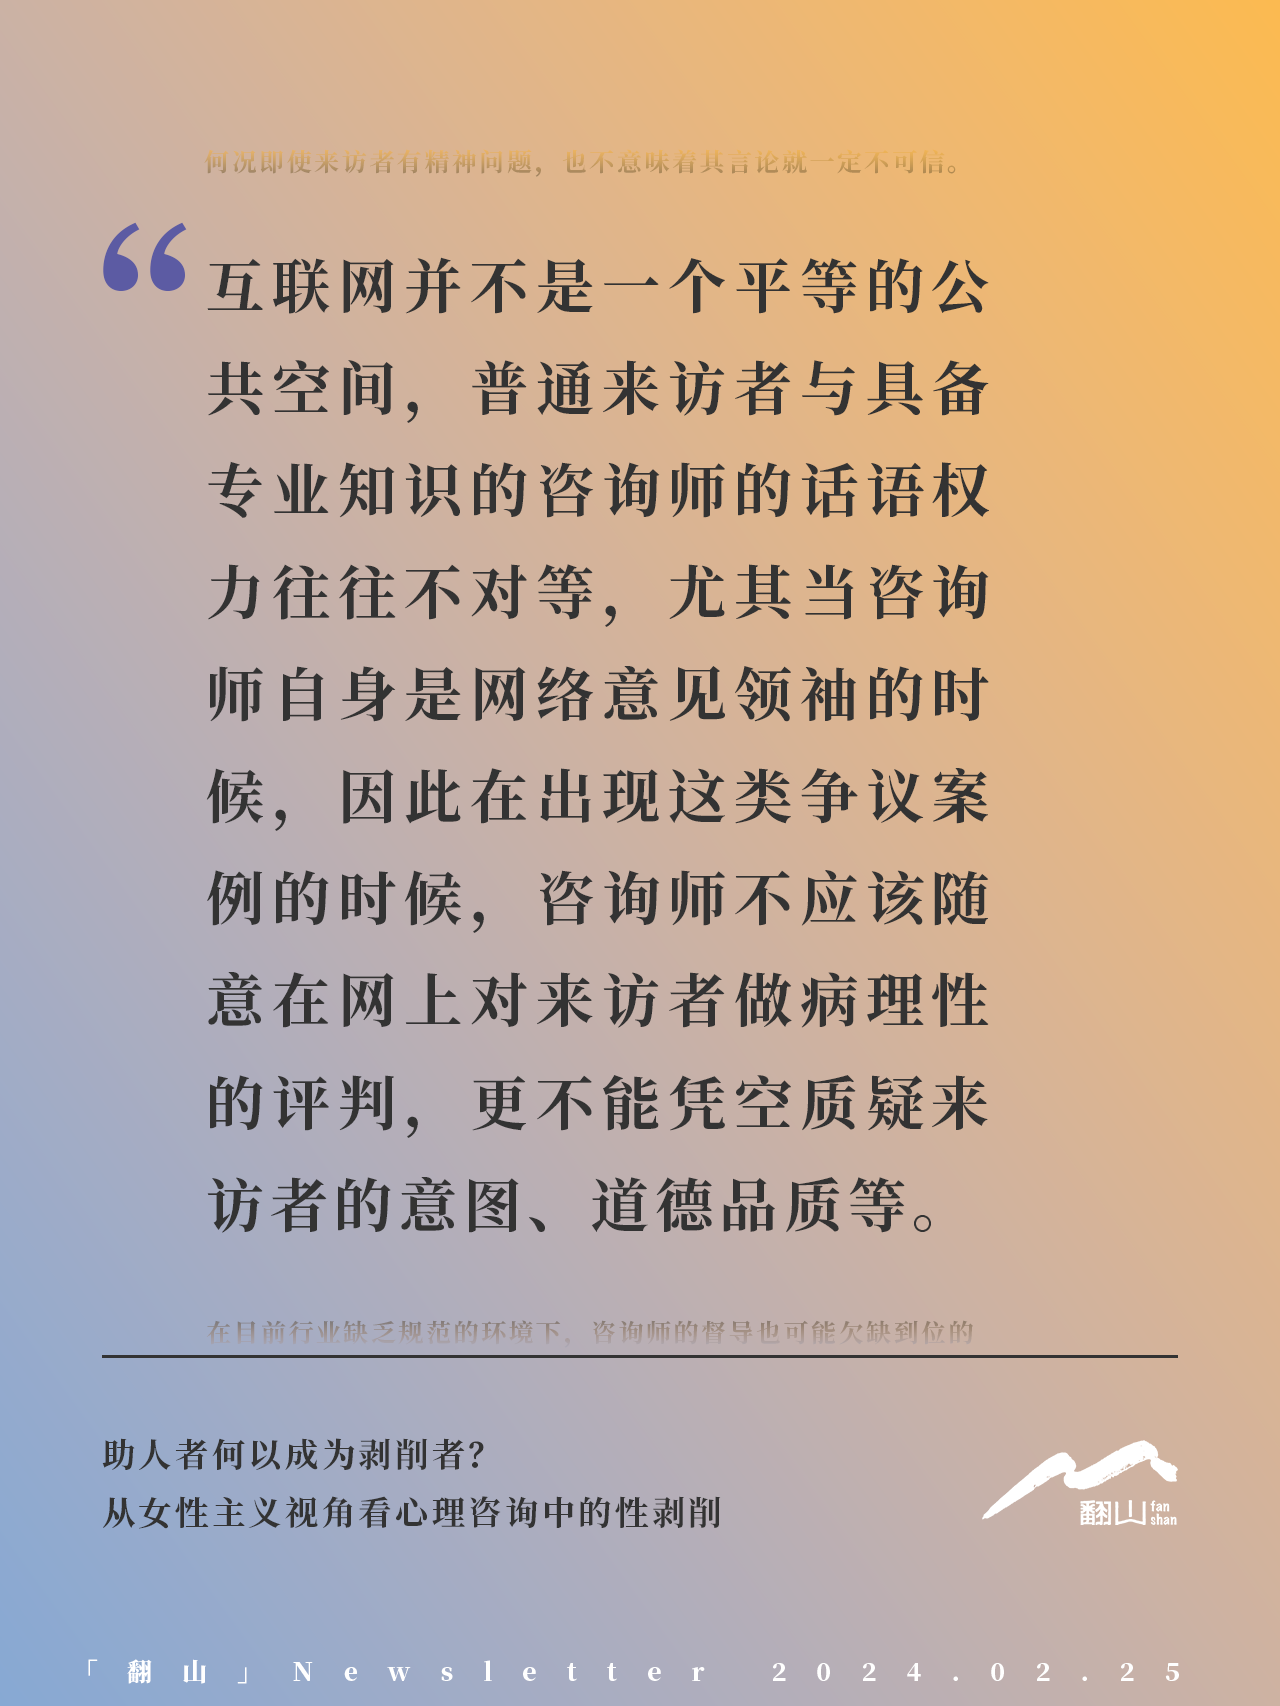 何况即使来访者有精神问题，也不意味着其言论就一定不可信。
“互联网并不是一个平等的公
共空间，普通来访者与具备
专业知识的咨询师的话语权
力往往不对等，尤其当咨询
师自身是网络意见领袖的时
候，因此在出现这类争议案
例的时候，咨询师不应该随
意在网上对来访者做病理性
的评判，更不能凭空质疑来
访者的意图、道德品质等。
在目前行业缺乏规范的环境下，咨询师的督导也可能欠缺到位的
助人者何以成为剥削者？
从女性主义视角看心理咨询中的性剥削
翻山 fan shan
「翻山」Newsletter 2024.02.25